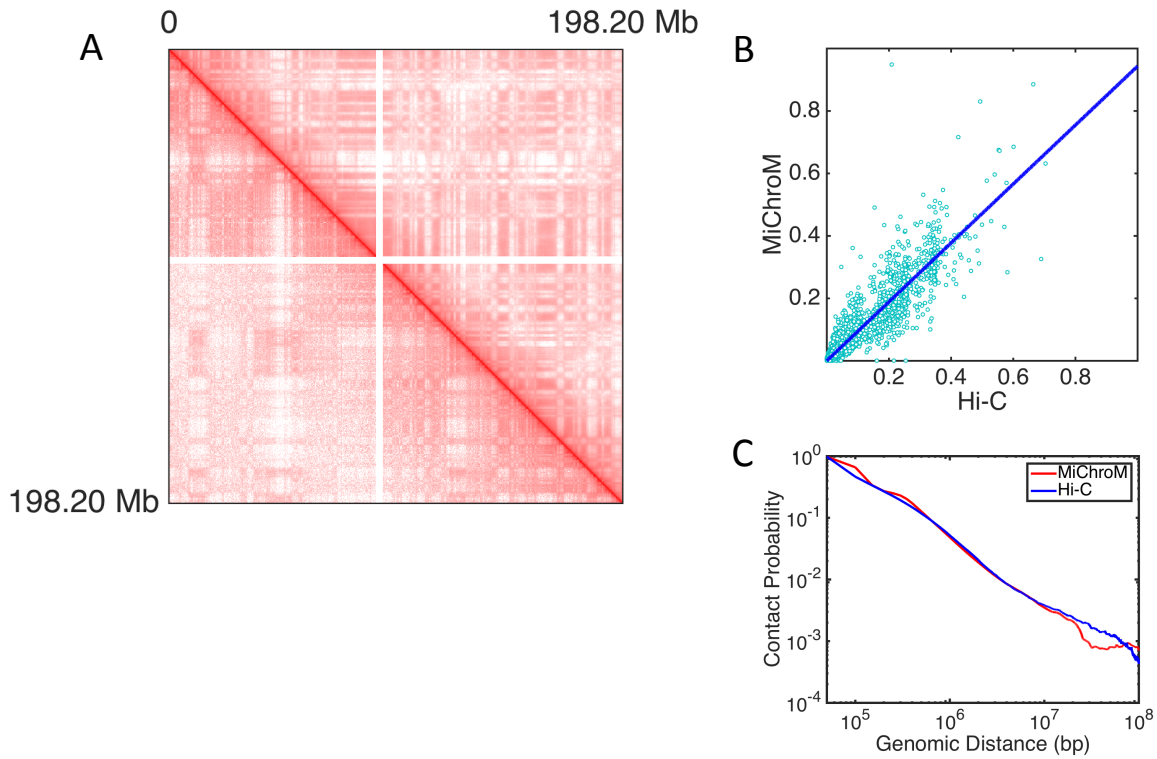 A
0
198.20 Mb
198.20 Mb
B
MiChroM
0.8
0.6
0.4
0.2
0.2 0.4 0.6 0.8
Hi-C
C
Contact Probability
10^0
10^-1
10^-2
10^-3
10^-4
MiChroM
Hi-C
10^5 10^6 10^7 10^8
Genomic Distance (bp)